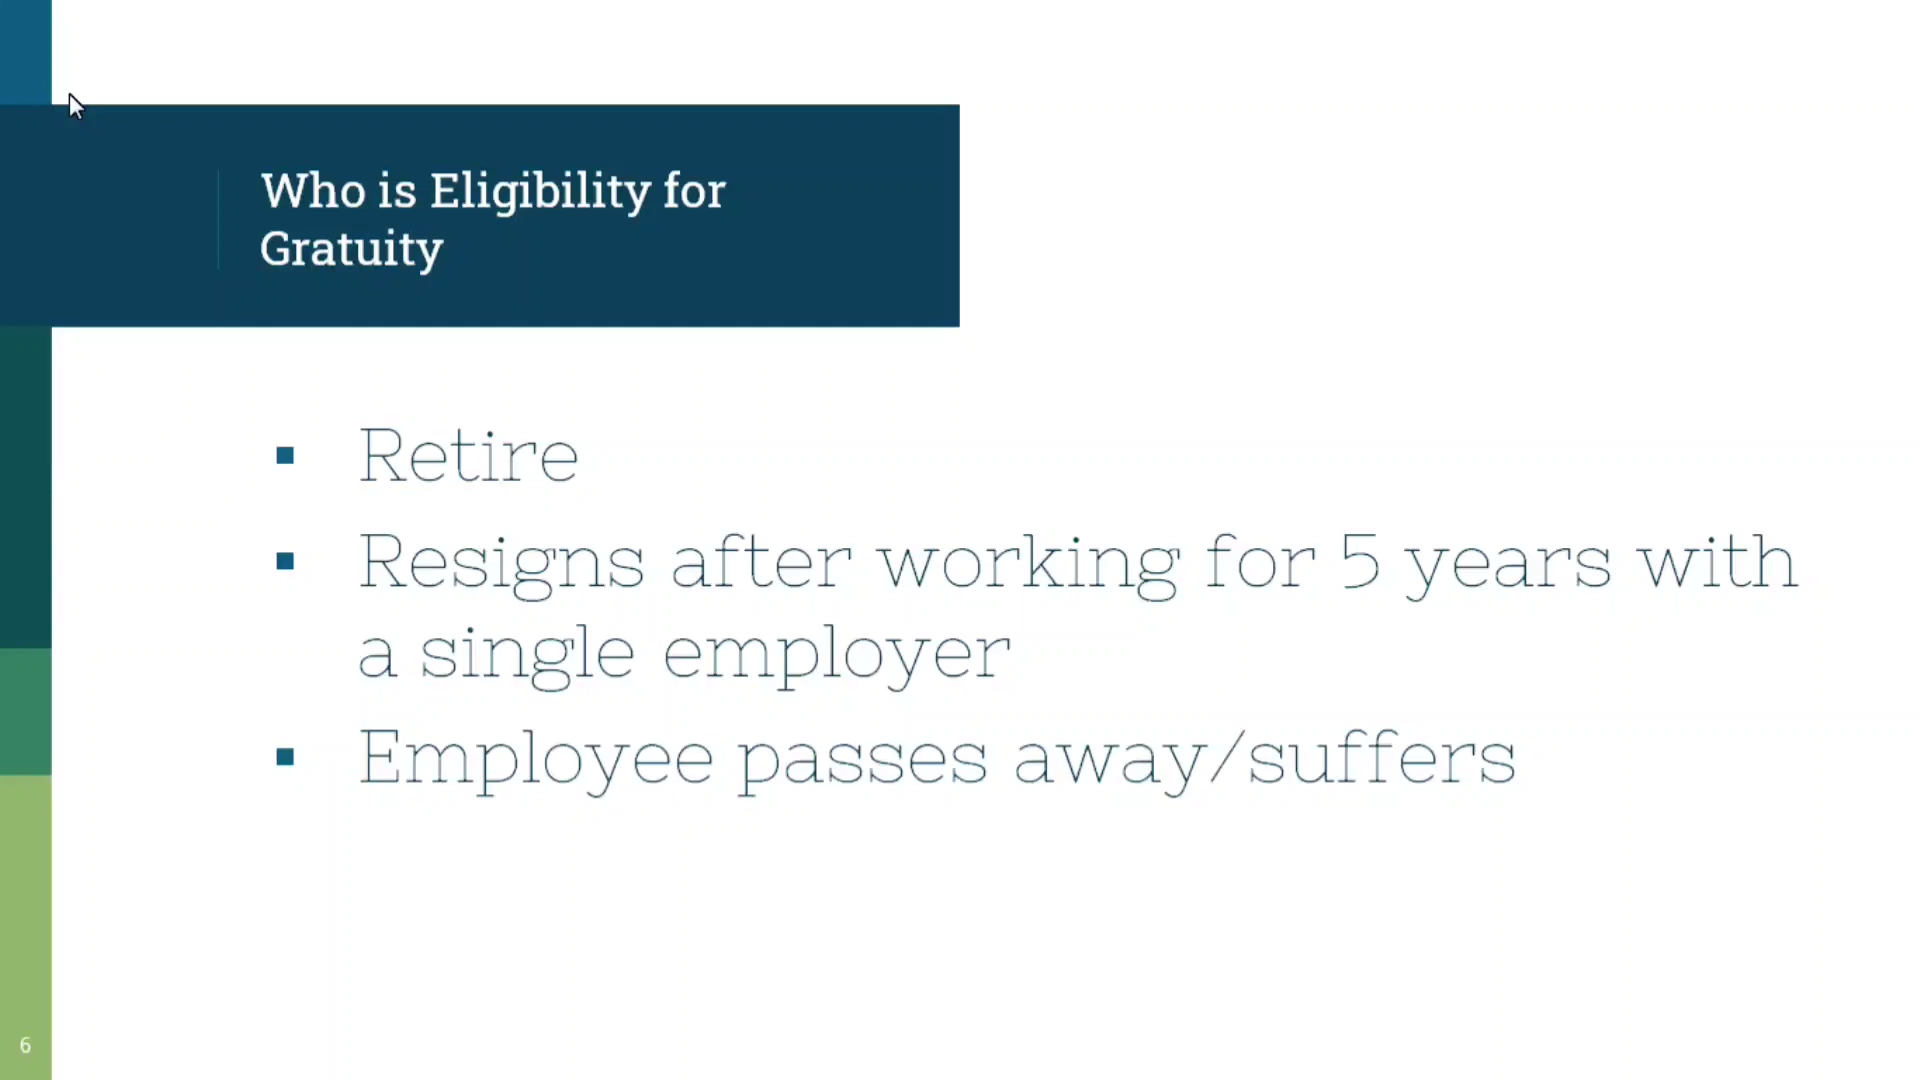 Who is Eligibility for
Gratuity
▪ Retire
▪ Resigns after working for 5 years with
a single employer
▪ Employee passes away/suffers
6